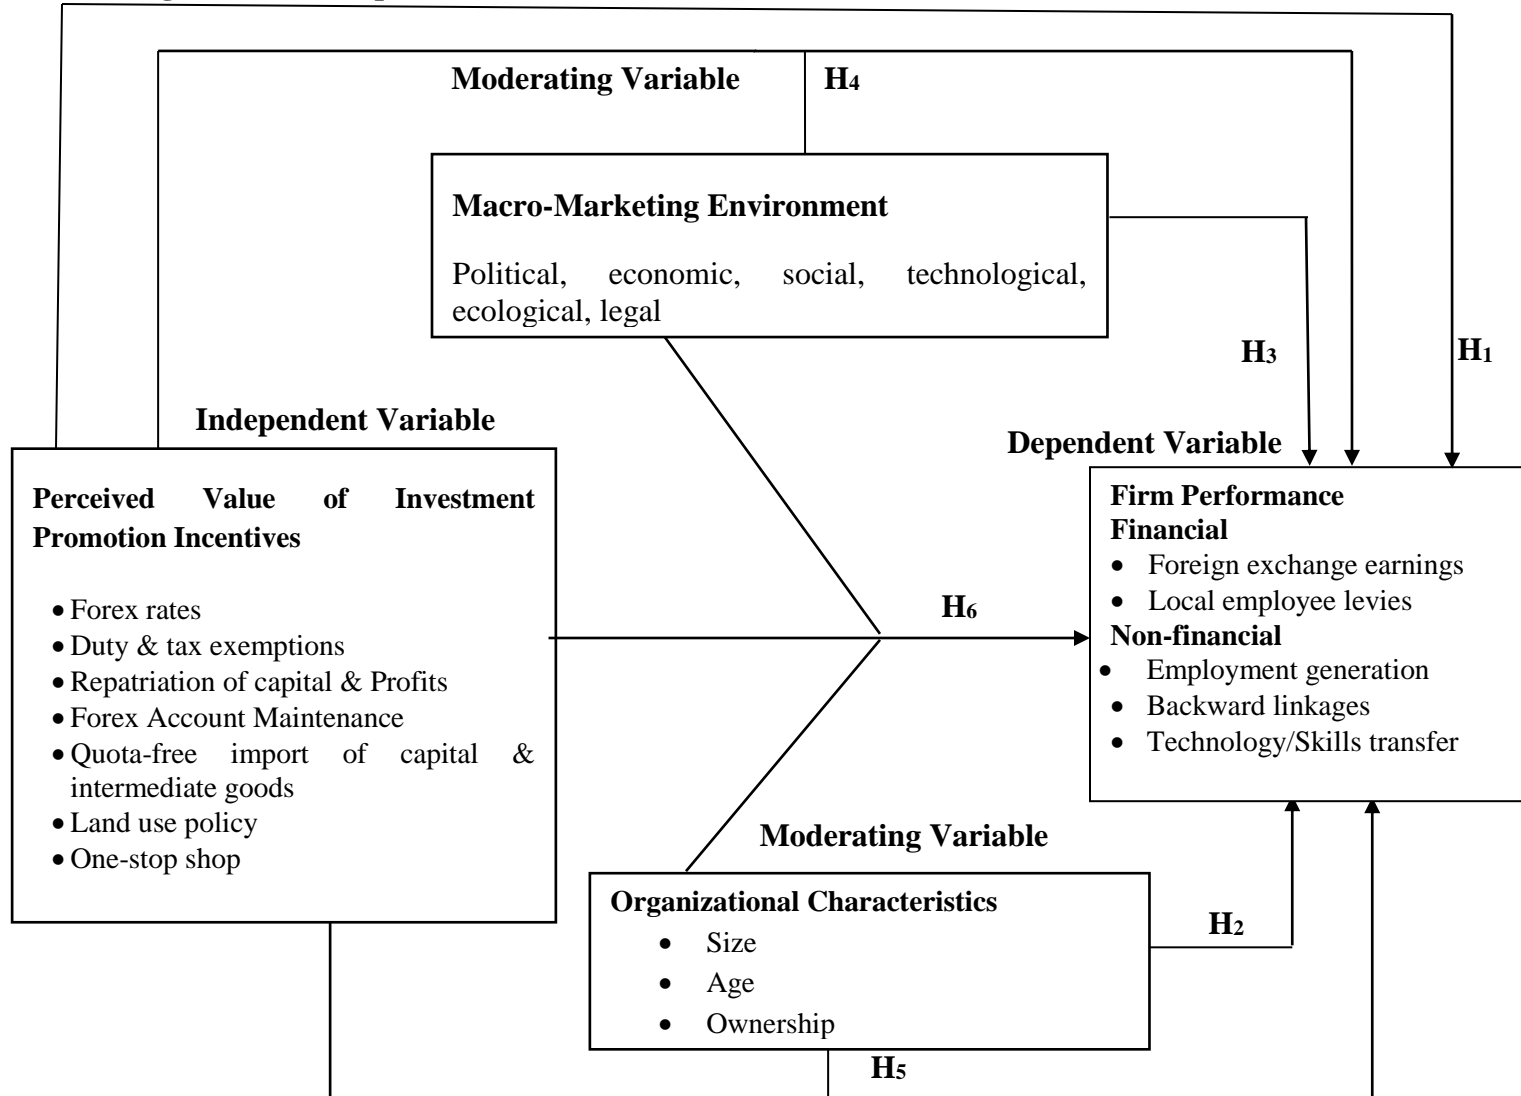 Moderating Variable
H4
Macro-Marketing Environment
Political, economic, social, technological,
ecological, legal
H3
H1
Independent Variable
Dependent Variable
Perceived Value of Investment
Promotion Incentives
• Forex rates
• Duty & tax exemptions
• Repatriation of capital & Profits
• Forex Account Maintenance
• Quota-free import of capital &
intermediate goods
• Land use policy
• One-stop shop
Firm Performance
Financial
• Foreign exchange earnings
• Local employee levies
Non-financial
• Employment generation
• Backward linkages
• Technology/Skills transfer
H6
Moderating Variable
Organizational Characteristics
• Size
• Age
• Ownership
H2
H5